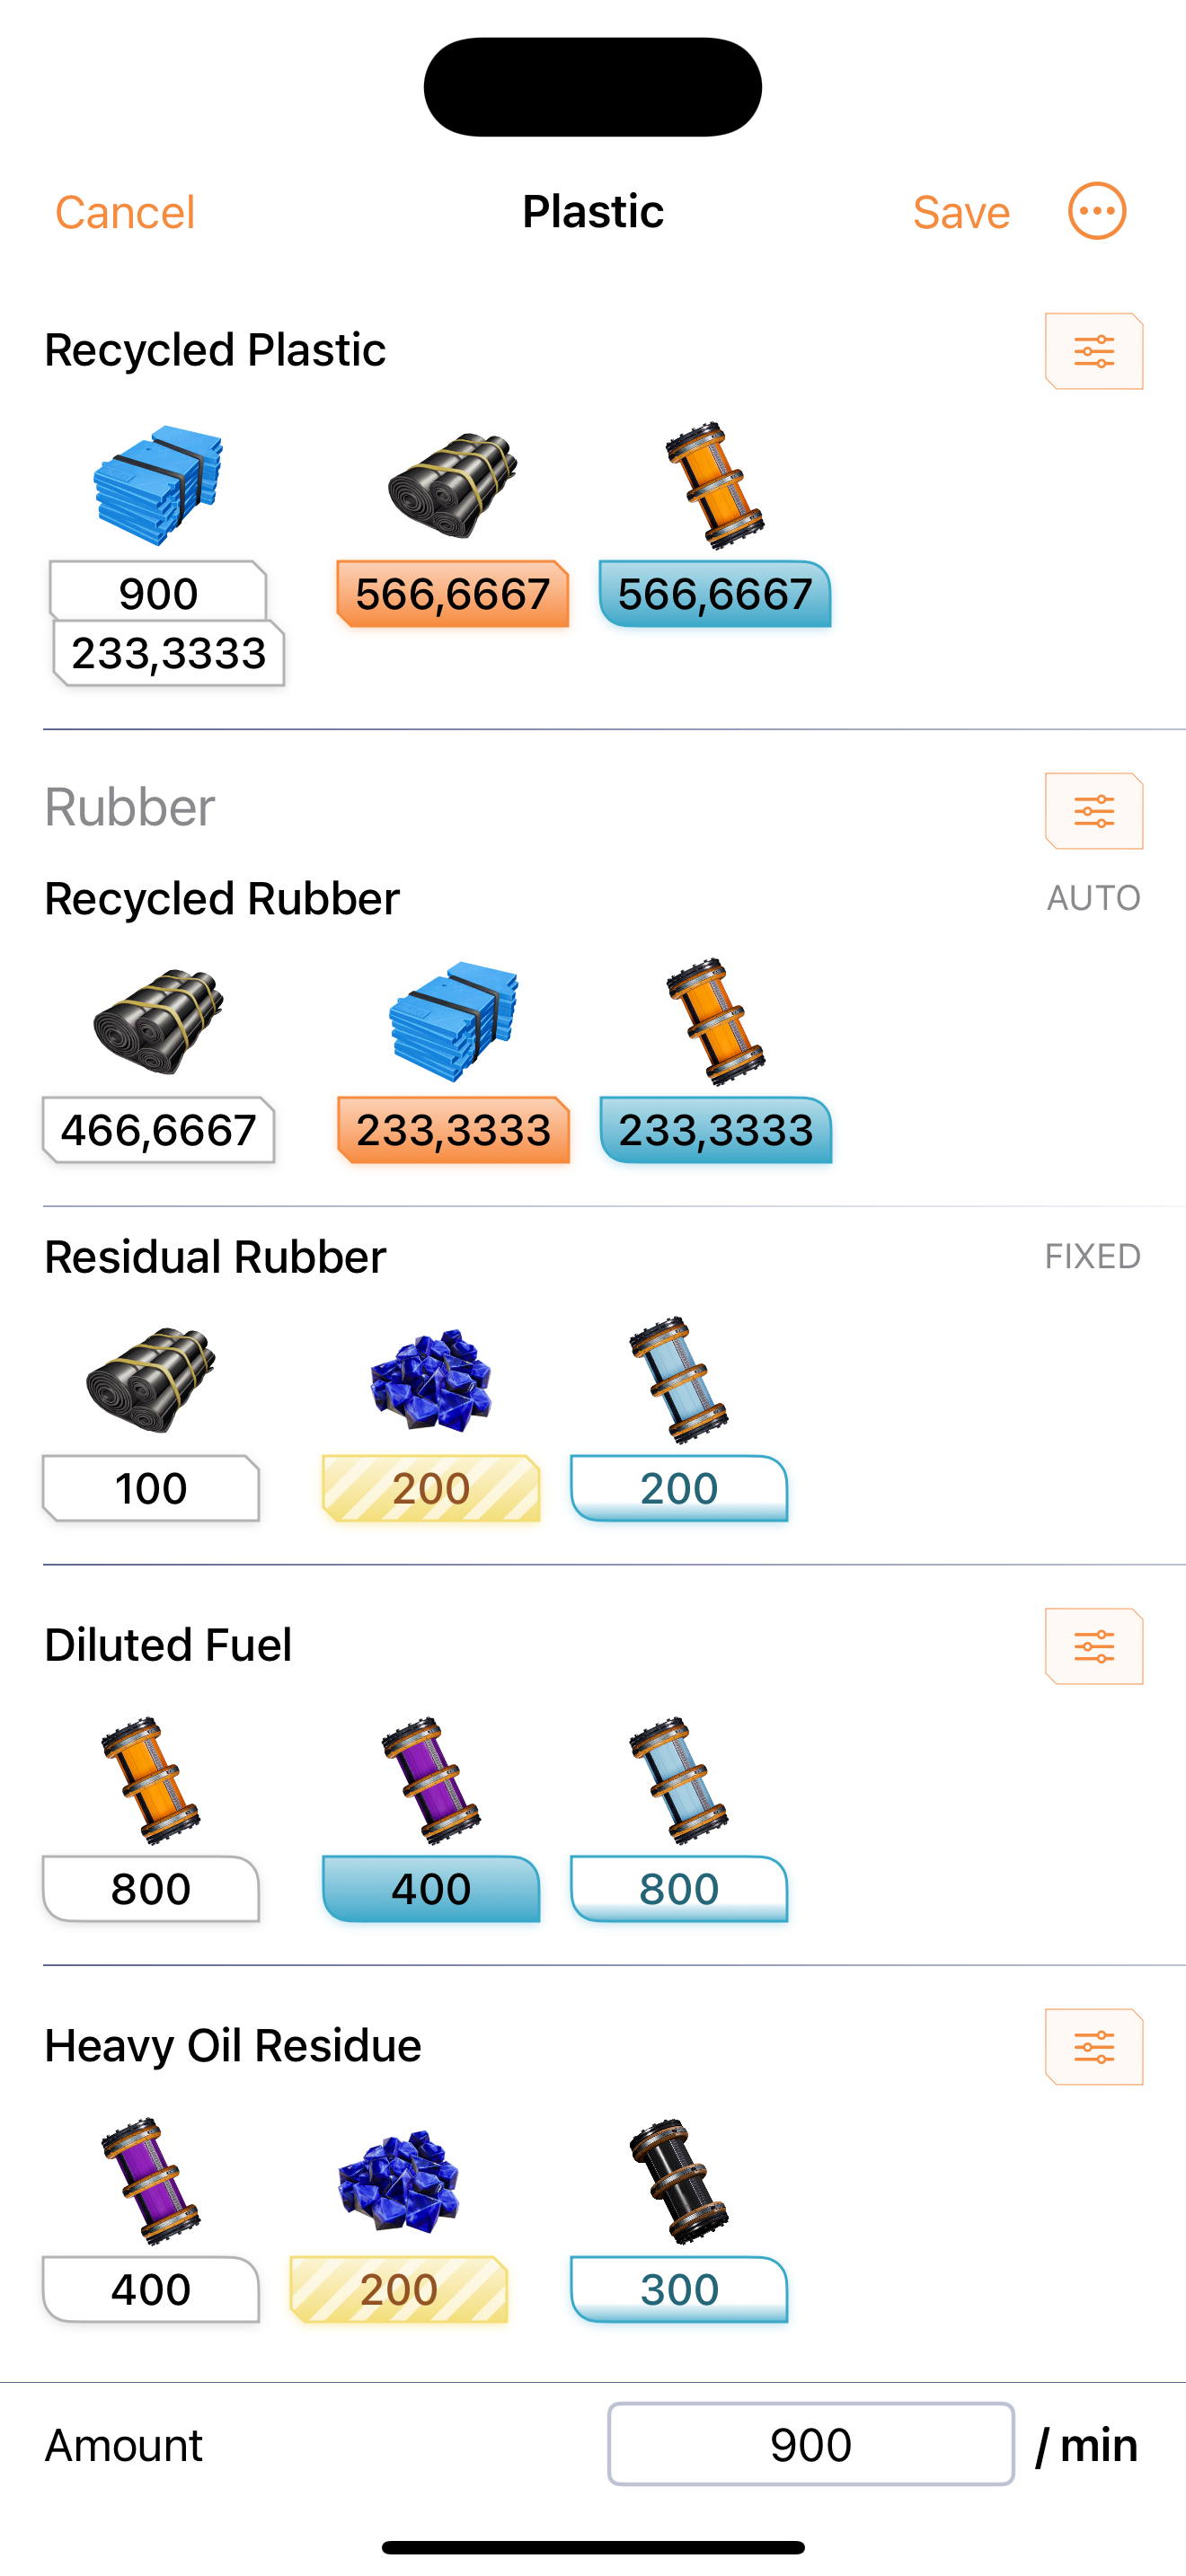 Cancel Plastic Save
Recycled Plastic
900 566,6667 566,6667
233,3333
Rubber
Recycled Rubber AUTO
466,6667 233,3333 233,3333
Residual Rubber FIXED
100 200 200
Diluted Fuel
800 400 800
Heavy Oil Residue
400 200 300
Amount 900 / min